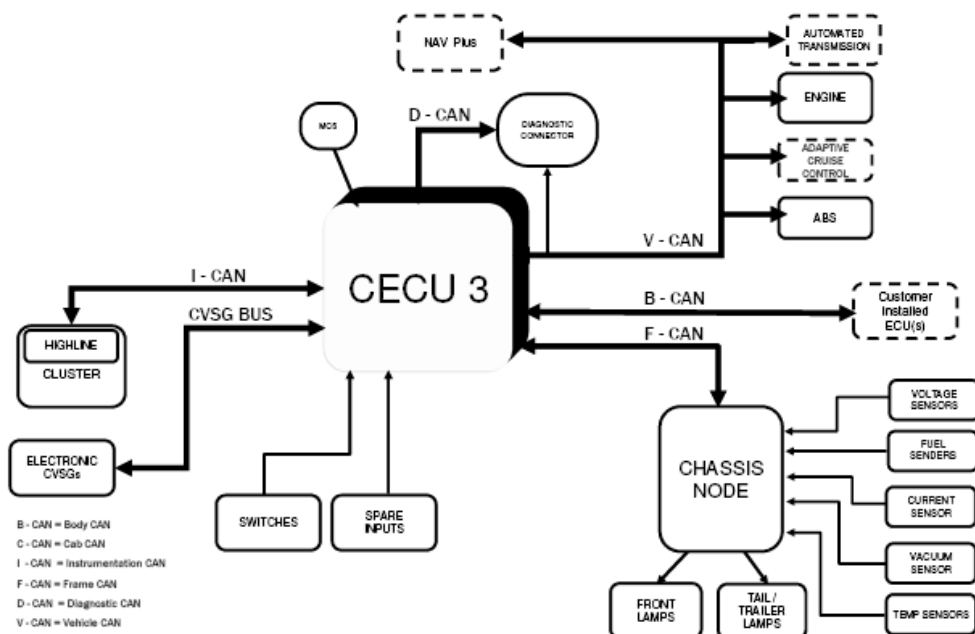 NAV Plus
AUTOMATED
TRANSMISSION
ENGINE
ADAPTIVE
CRUISE
CONTROL
ABS
MCS
D - CAN
DIAGNOSTIC
CONNECTOR
V - CAN
CECU 3
I - CAN
CVSG BUS
B - CAN
F - CAN
Customer
Installed
ECU(s)
HIGHLINE
CLUSTER
ELECTRONIC
CVSGs
SWITCHES
SPARE
INPUTS
CHASSIS
NODE
VOLTAGE
SENSORS
FUEL
SENDERS
CURRENT
SENSOR
VACUUM
SENSOR
TEMP SENSORS
FRONT
LAMPS
TAIL /
TRAILER
LAMPS
B - CAN = Body CAN
C - CAN = Cab CAN
I - CAN = Instrumentation CAN
F - CAN = Frame CAN
D - CAN = Diagnostic CAN
V - CAN = Vehicle CAN